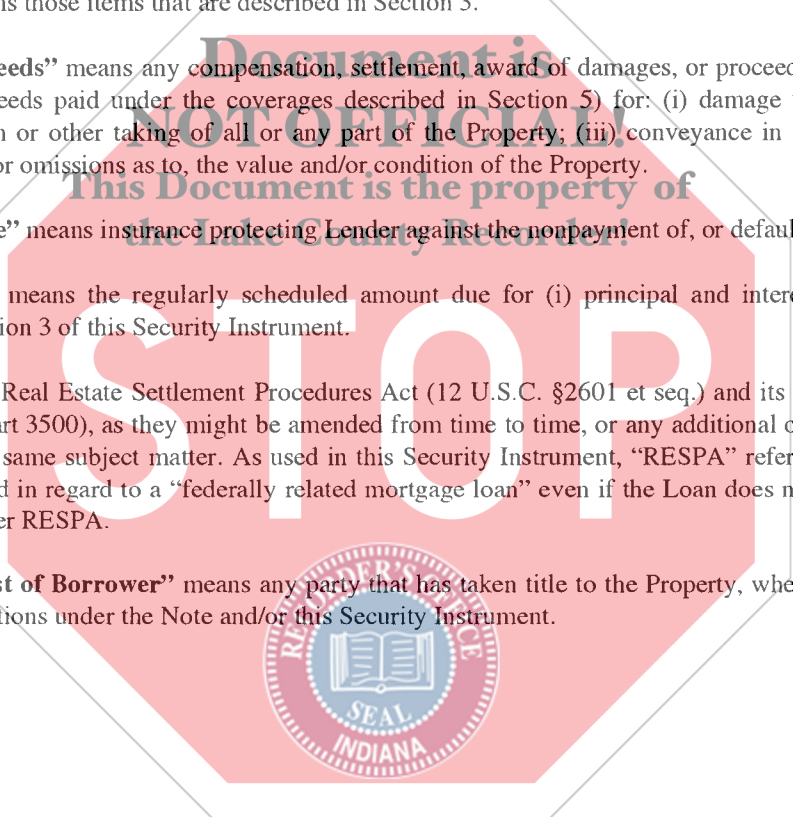 ns those items that are described in Section 3.
Document is
eeds” means any compensation, settlement, award of damages, or proceed
eeds paid under the coverages described in Section 5) for: (i) damage
NOT OFFICIAL!
n or other taking of all or any part of the Property; (iii) conveyance in
or omissions as to, the value and/or condition of the Property.
This Document is the property of
the Lake County Recorder!
e” means insurance protecting Lender against the nonpayment of, or defaul
means the regularly scheduled amount due for (i) principal and intere
ion 3 of this Security Instrument.
STOP
Real Estate Settlement Procedures Act (12 U.S.C. §2601 et seq.) and its
art 3500), as they might be amended from time to time, or any additional o
same subject matter. As used in this Security Instrument, “RESPA” refer
d in regard to a “federally related mortgage loan” even if the Loan does n
er RESPA.
st of Borrower” means any party that has taken title to the Property, whe
tions under the Note and/or this Security Instrument.
RECORDER'S OFFICE
SEAL
INDIANA